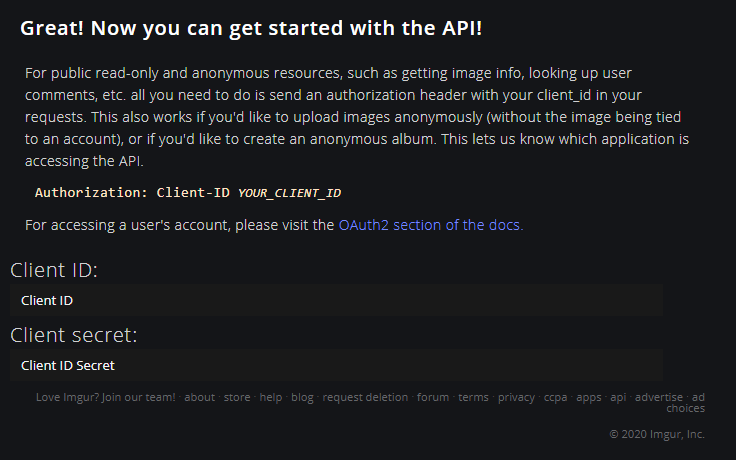 Great! Now you can get started with the API!
For public read-only and anonymous resources, such as getting image info, looking up user
comments, etc. all you need to do is send an authorization header with your client_id in your
requests. This also works if you'd like to upload images anonymously (without the image being tied
to an account), or if you'd like to create an anonymous album. This lets us know which application is
accessing the API.
Authorization: Client-ID YOUR_CLIENT_ID
For accessing a user's account, please visit the OAuth2 section of the docs.
Client ID:
Client ID
Client secret:
Client ID Secret
Love Imgur? Join our team! · about · store · help · blog · request deletion · forum · terms · privacy · ccpa · apps · api · advertise · ad
choices
© 2020 Imgur, Inc.